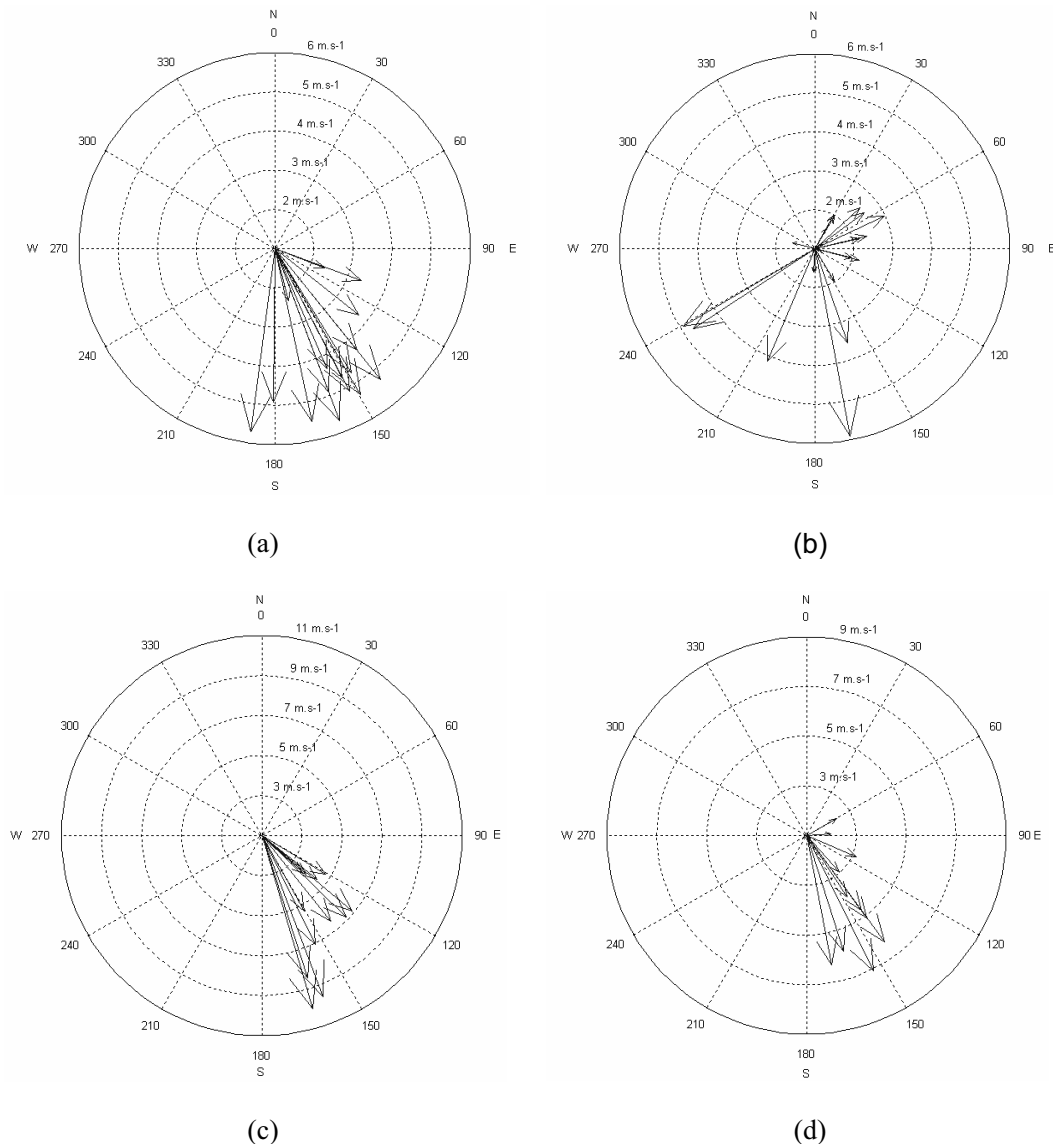 N
0
6 m.s-1
330
30
5 m.s-1
4 m.s-1
300
60
3 m.s-1
2 m.s-1
W 270
90 E
240
120
210
150
180
S
(a)
N
0
6 m.s-1
330
30
5 m.s-1
4 m.s-1
300
60
3 m.s-1
2 m.s-1
W 270
90 E
240
120
210
150
180
S
(b)
N
0
11 m.s-1
330
30
9 m.s-1
7 m.s-1
300
60
5 m.s-1
3 m.s-1
W 270
90 E
240
120
210
150
180
S
(c)
N
0
9 m.s-1
330
30
7 m.s-1
300
60
5 m.s-1
3 m.s-1
W 270
90 E
240
120
210
150
180
S
(d)